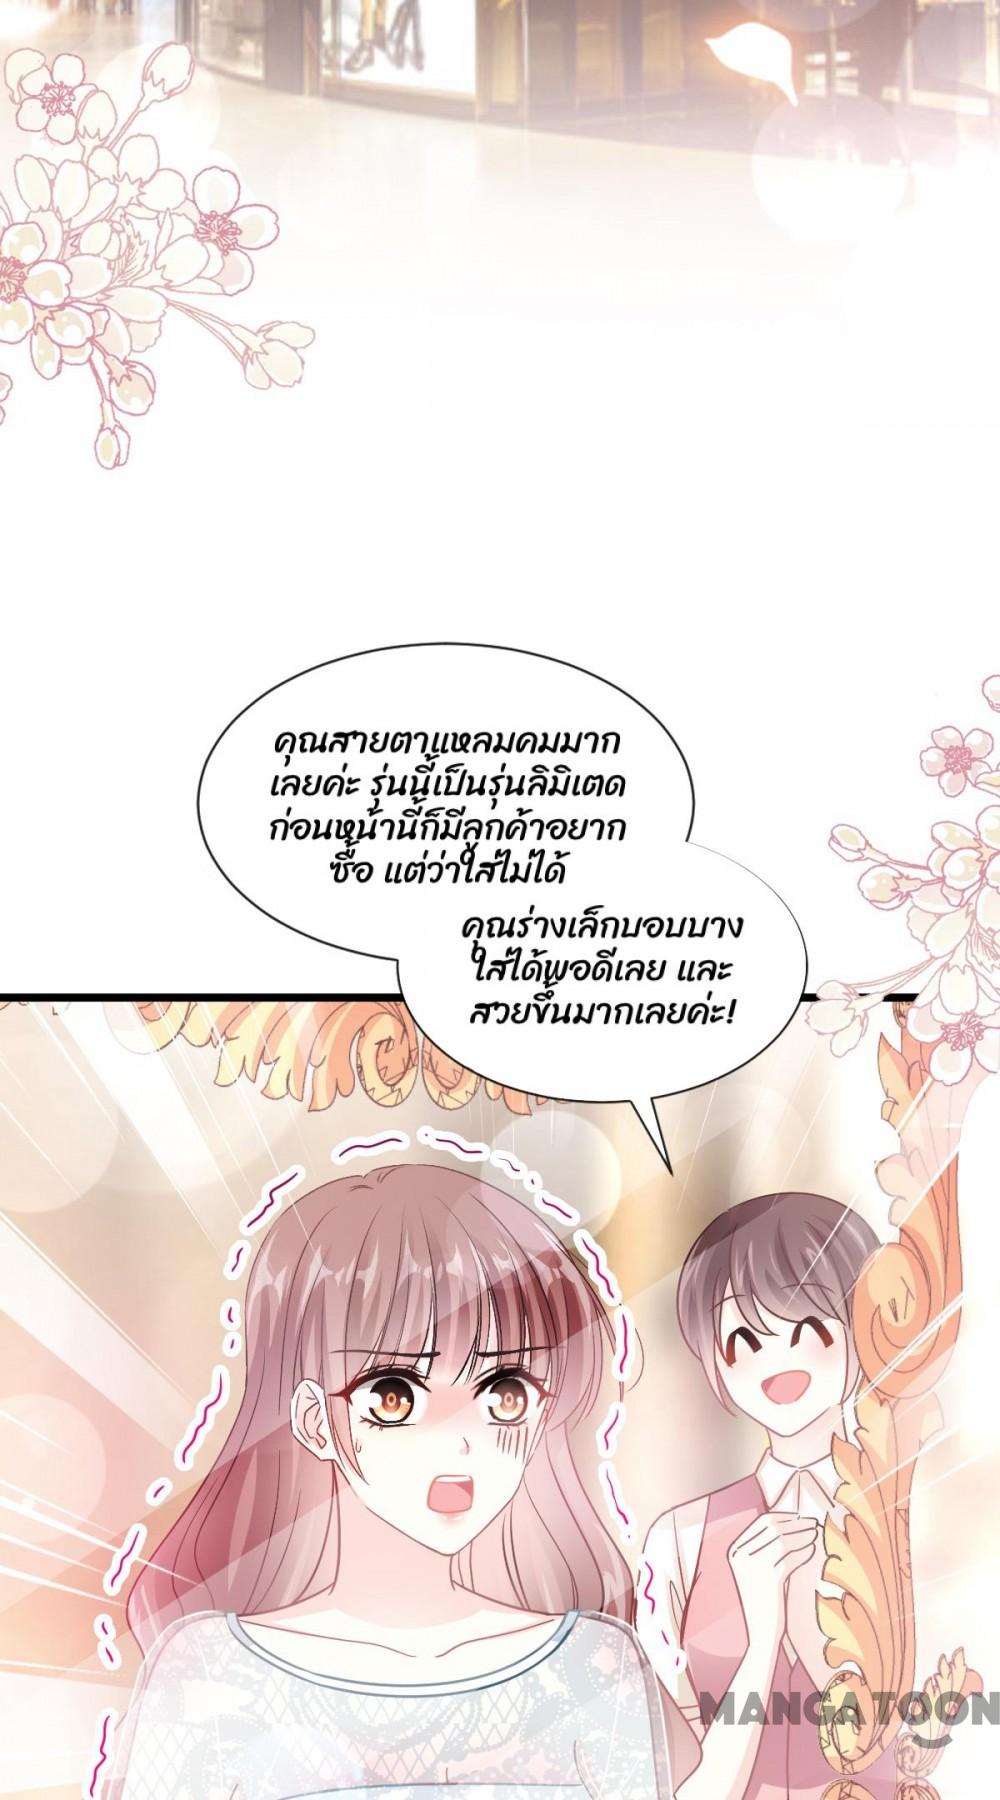 คุณสายตาแหลมคมมาก
เลยค่ะ รุ่นนี้เป็นรุ่นลิมิเตด
ก่อนหน้านี้ก็มีลูกค้าอยาก
ซื้อ แต่ว่าใส่ไม่ได้
คุณร่างเล็กบอบบาง
ใส่ได้พอดีเลย และ
สวยขึ้นมากเลยค่ะ!
MANGATOON